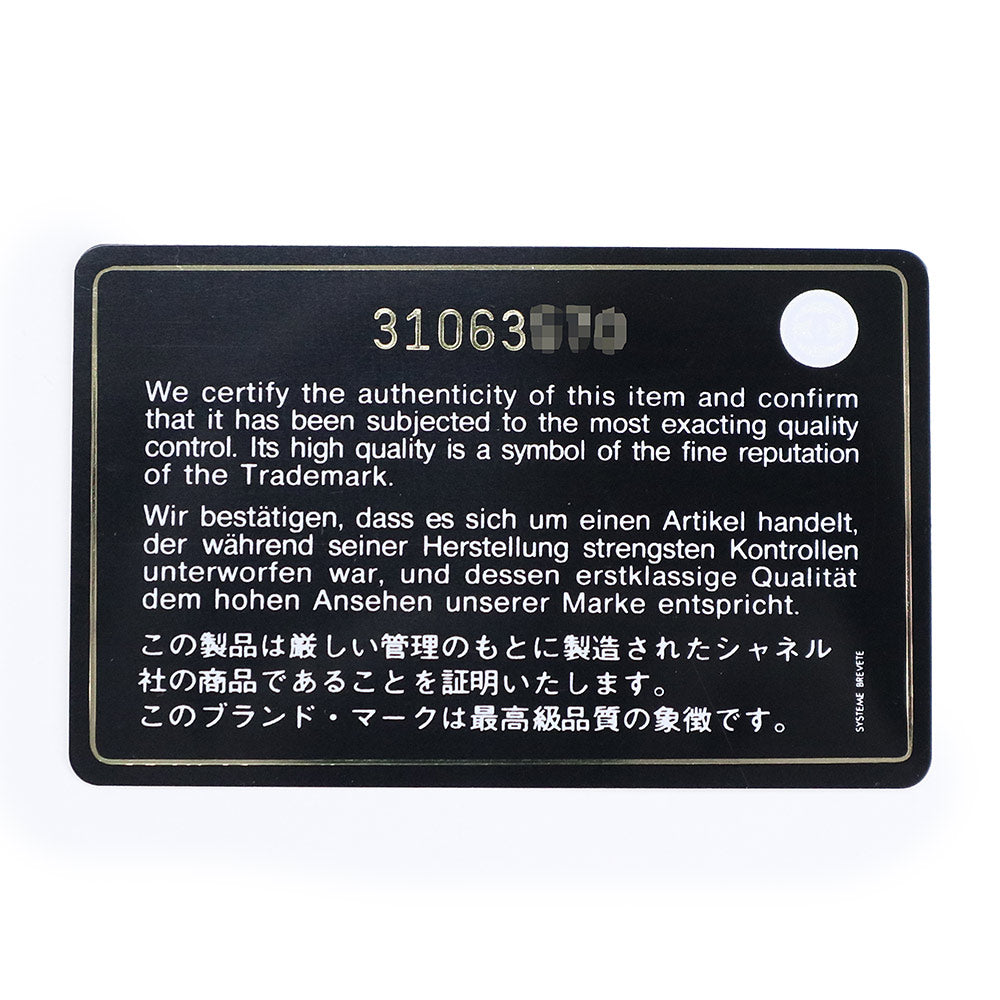 31063
We certify the authenticity of this item and confirm
that it has been subjected to the most exacting quality
control. Its high quality is a symbol of the fine reputation
of the Trademark.
Wir bestätigen, dass es sich um einen Artikel handelt,
der während seiner Herstellung strengsten Kontrollen
unterworfen war, und dessen erstklassige Qualität
dem hohen Ansehen unserer Marke entspricht.
この製品は厳しい管理のもとに製造されたシャネル
社の商品であることを証明いたします。
このブランド・マークは最高級品質の象徴です。
SYSTEME BREVETE